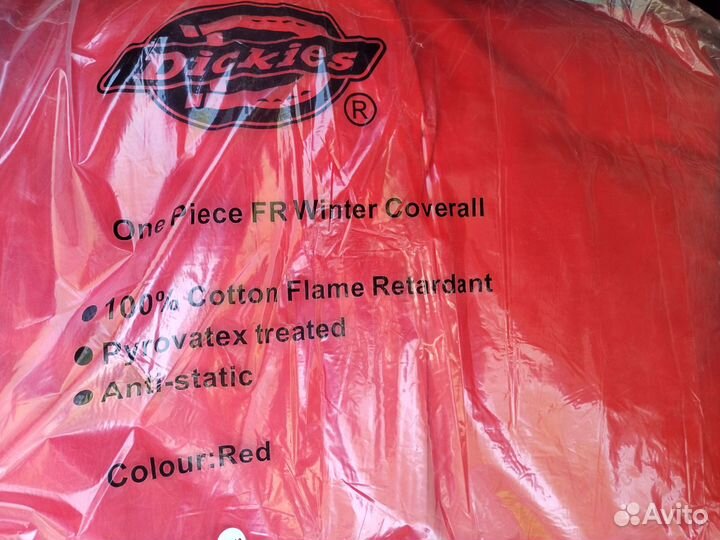 Dickies
®
One Piece FR Winter Coverall
● 100% Cotton Flame Retardant
● Pyrovatex treated
● Anti-static
Colour:Red
Avito